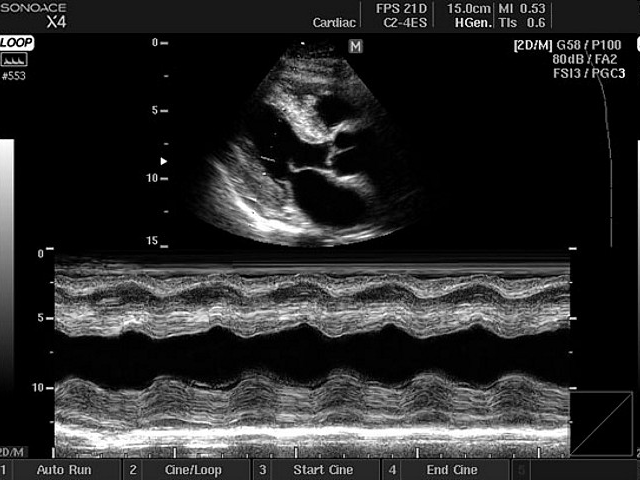 SONOACE
X4
Cardiac
FPS 21D
C2-4ES
15.0cm
HGen.
MI 0.53
TIs 0.6
LOOP
#553
M
[2D/M] G58 / P100
80dB / FA2
FSI3 / PGC3
0
5
10
15
0
5
10
2D/M
1 Auto Run 2 Cine/Loop 3 Start Cine 4 End Cine 5